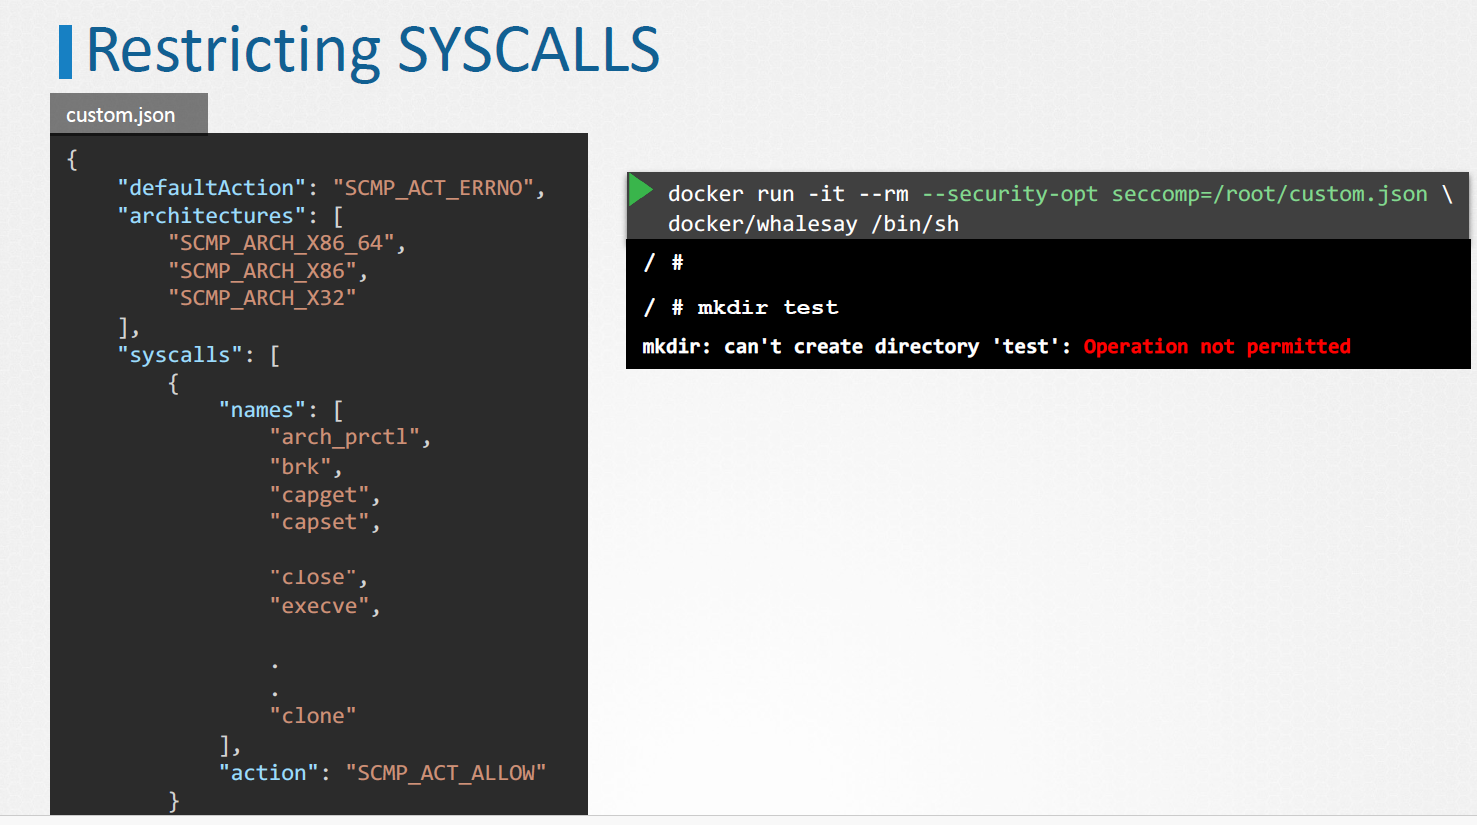 Restricting SYSCALLS
custom.json
{
"defaultAction": "SCMP_ACT_ERRNO",
"architectures": [
"SCMP_ARCH_X86_64",
"SCMP_ARCH_X86",
"SCMP_ARCH_X32"
],
"syscalls": [
{
"names": [
"arch_prctl",
"brk",
"capget",
"capset",
"close",
"execve",
.
.
"clone"
],
"action": "SCMP_ACT_ALLOW"
}
docker run -it --rm --security-opt seccomp=/root/custom.json \
docker/whalesay /bin/sh
/ #
/ # mkdir test
mkdir: can't create directory 'test': Operation not permitted